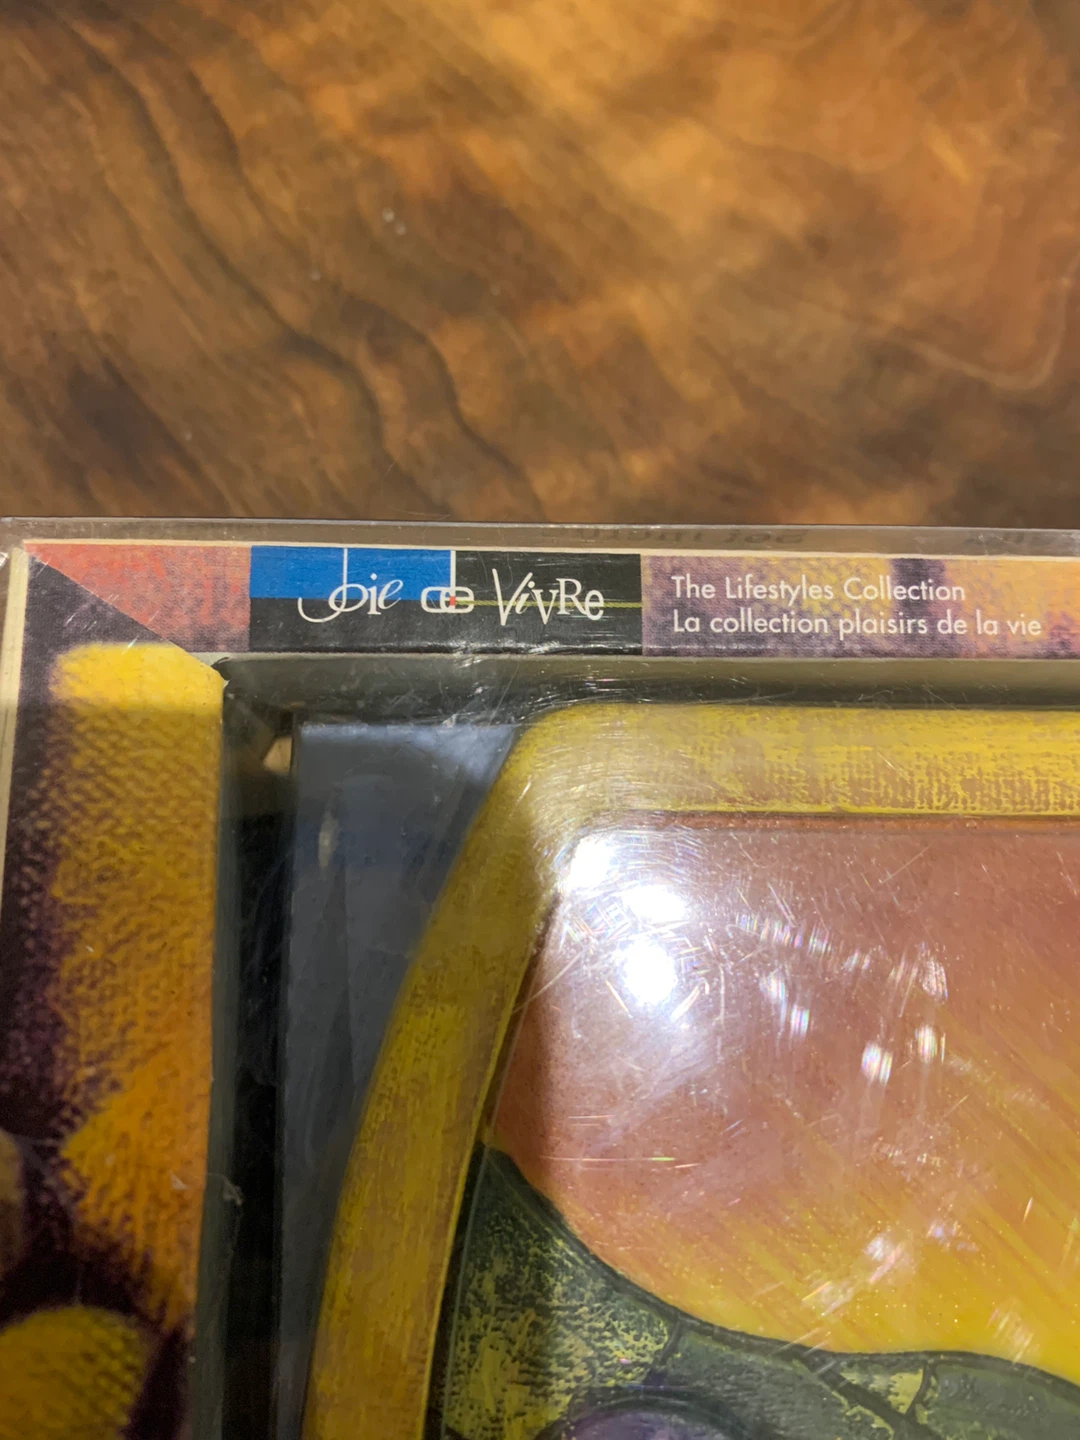 Joie de Vivre
The Lifestyles Collection
La collection plaisirs de la vie